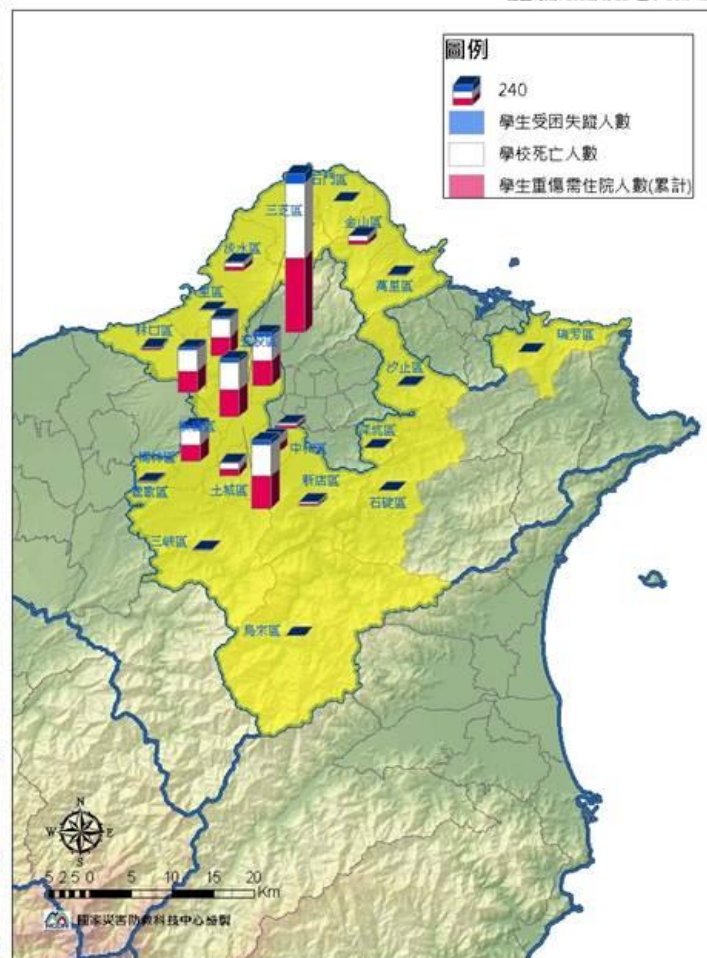 圖例
240
學生受困失蹤人數
學校死亡人數
學生重傷需住院人數(累計)
石門區
三芝區
金山區
淡水區
萬里區
里區
林口區
瑞芳區
汐止區
深坑區
中和區
樹林區
鶯歌區
土城區
新店區
石碇區
三峽區
烏來區
N
W
E
S
5 2.5 0 5 10 15 20
Km
國家災害防救科技中心繪製